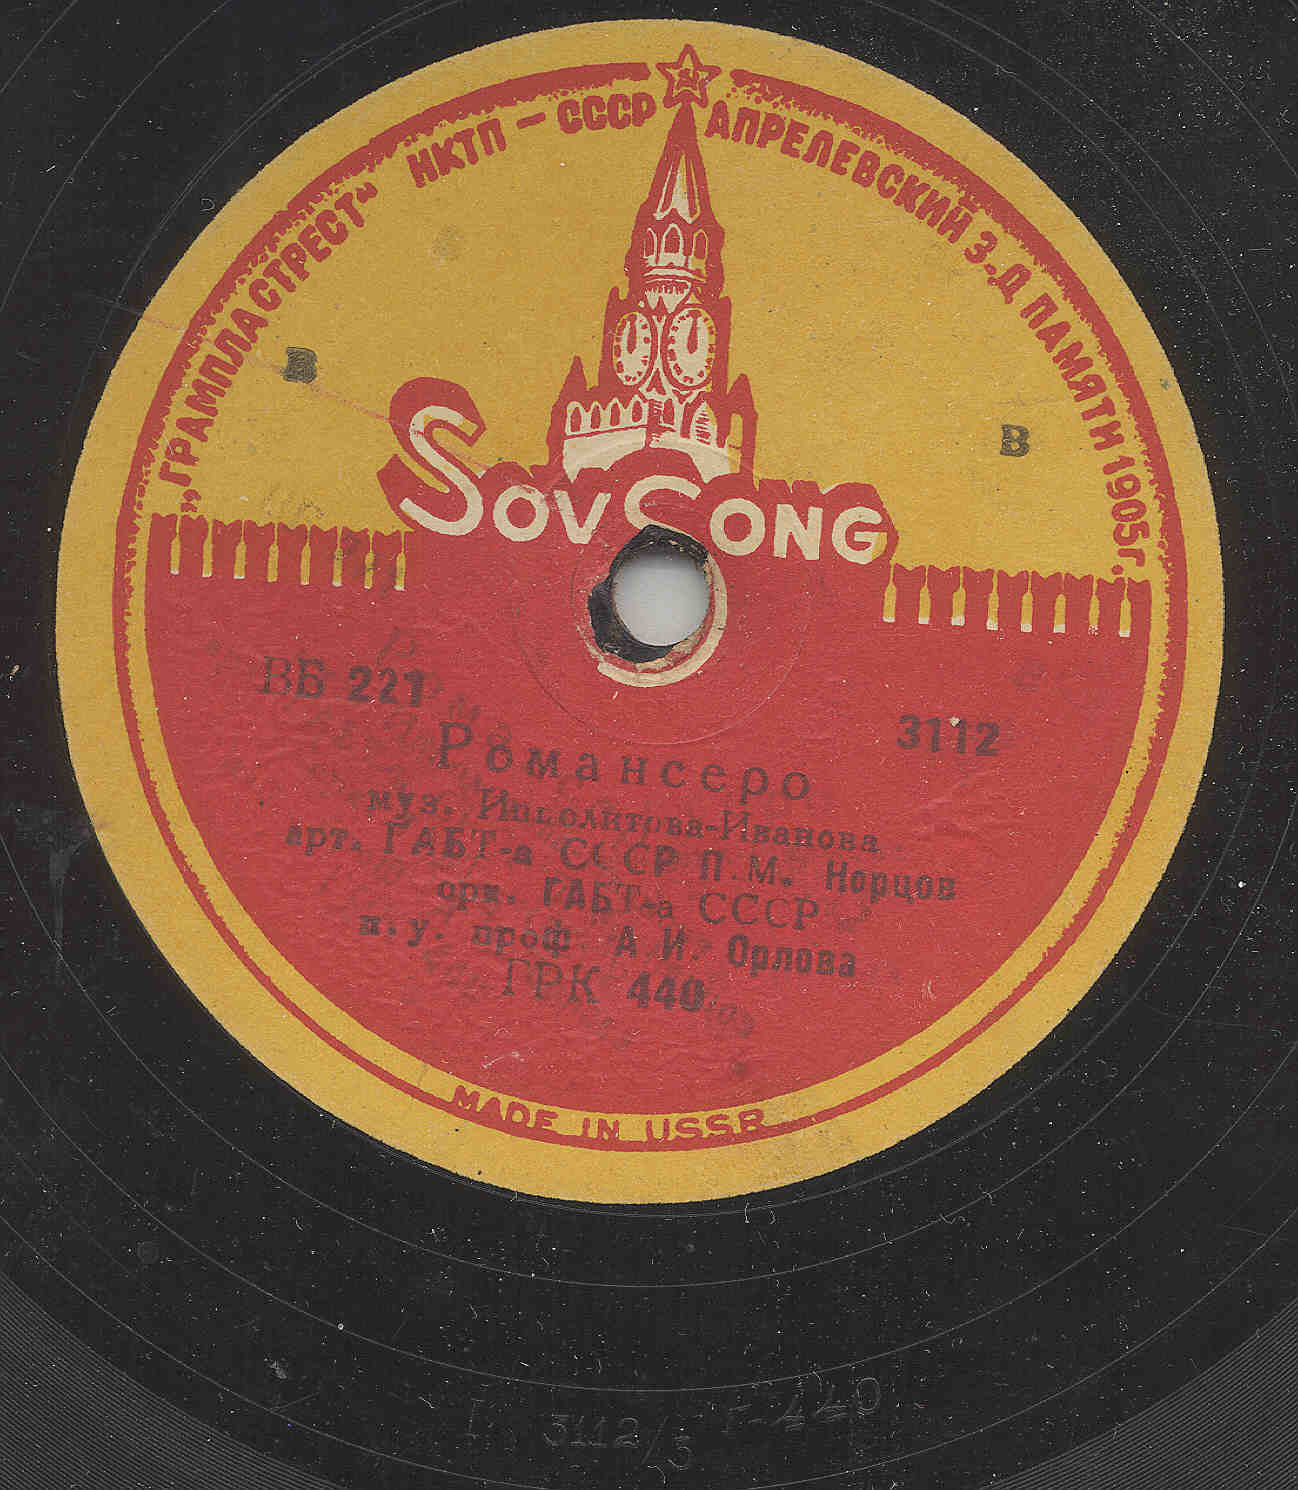 „ГРАМПЛАСТРЕСТ“ НКТП — СССР АПРЕЛЕВСКИЙ З-Д ПАМЯТИ 1905г.
В
В
SovSong
ВБ 221
3112
Романсеро
муз. Ипполитова-Иванова
арт. ГАБТ-а СССР П.М. Норцов
орк. ГАБТ-а СССР
п.у. проф. А.И. Орлова
ГРК 440
MADE IN USSR
3112/3 Г-440